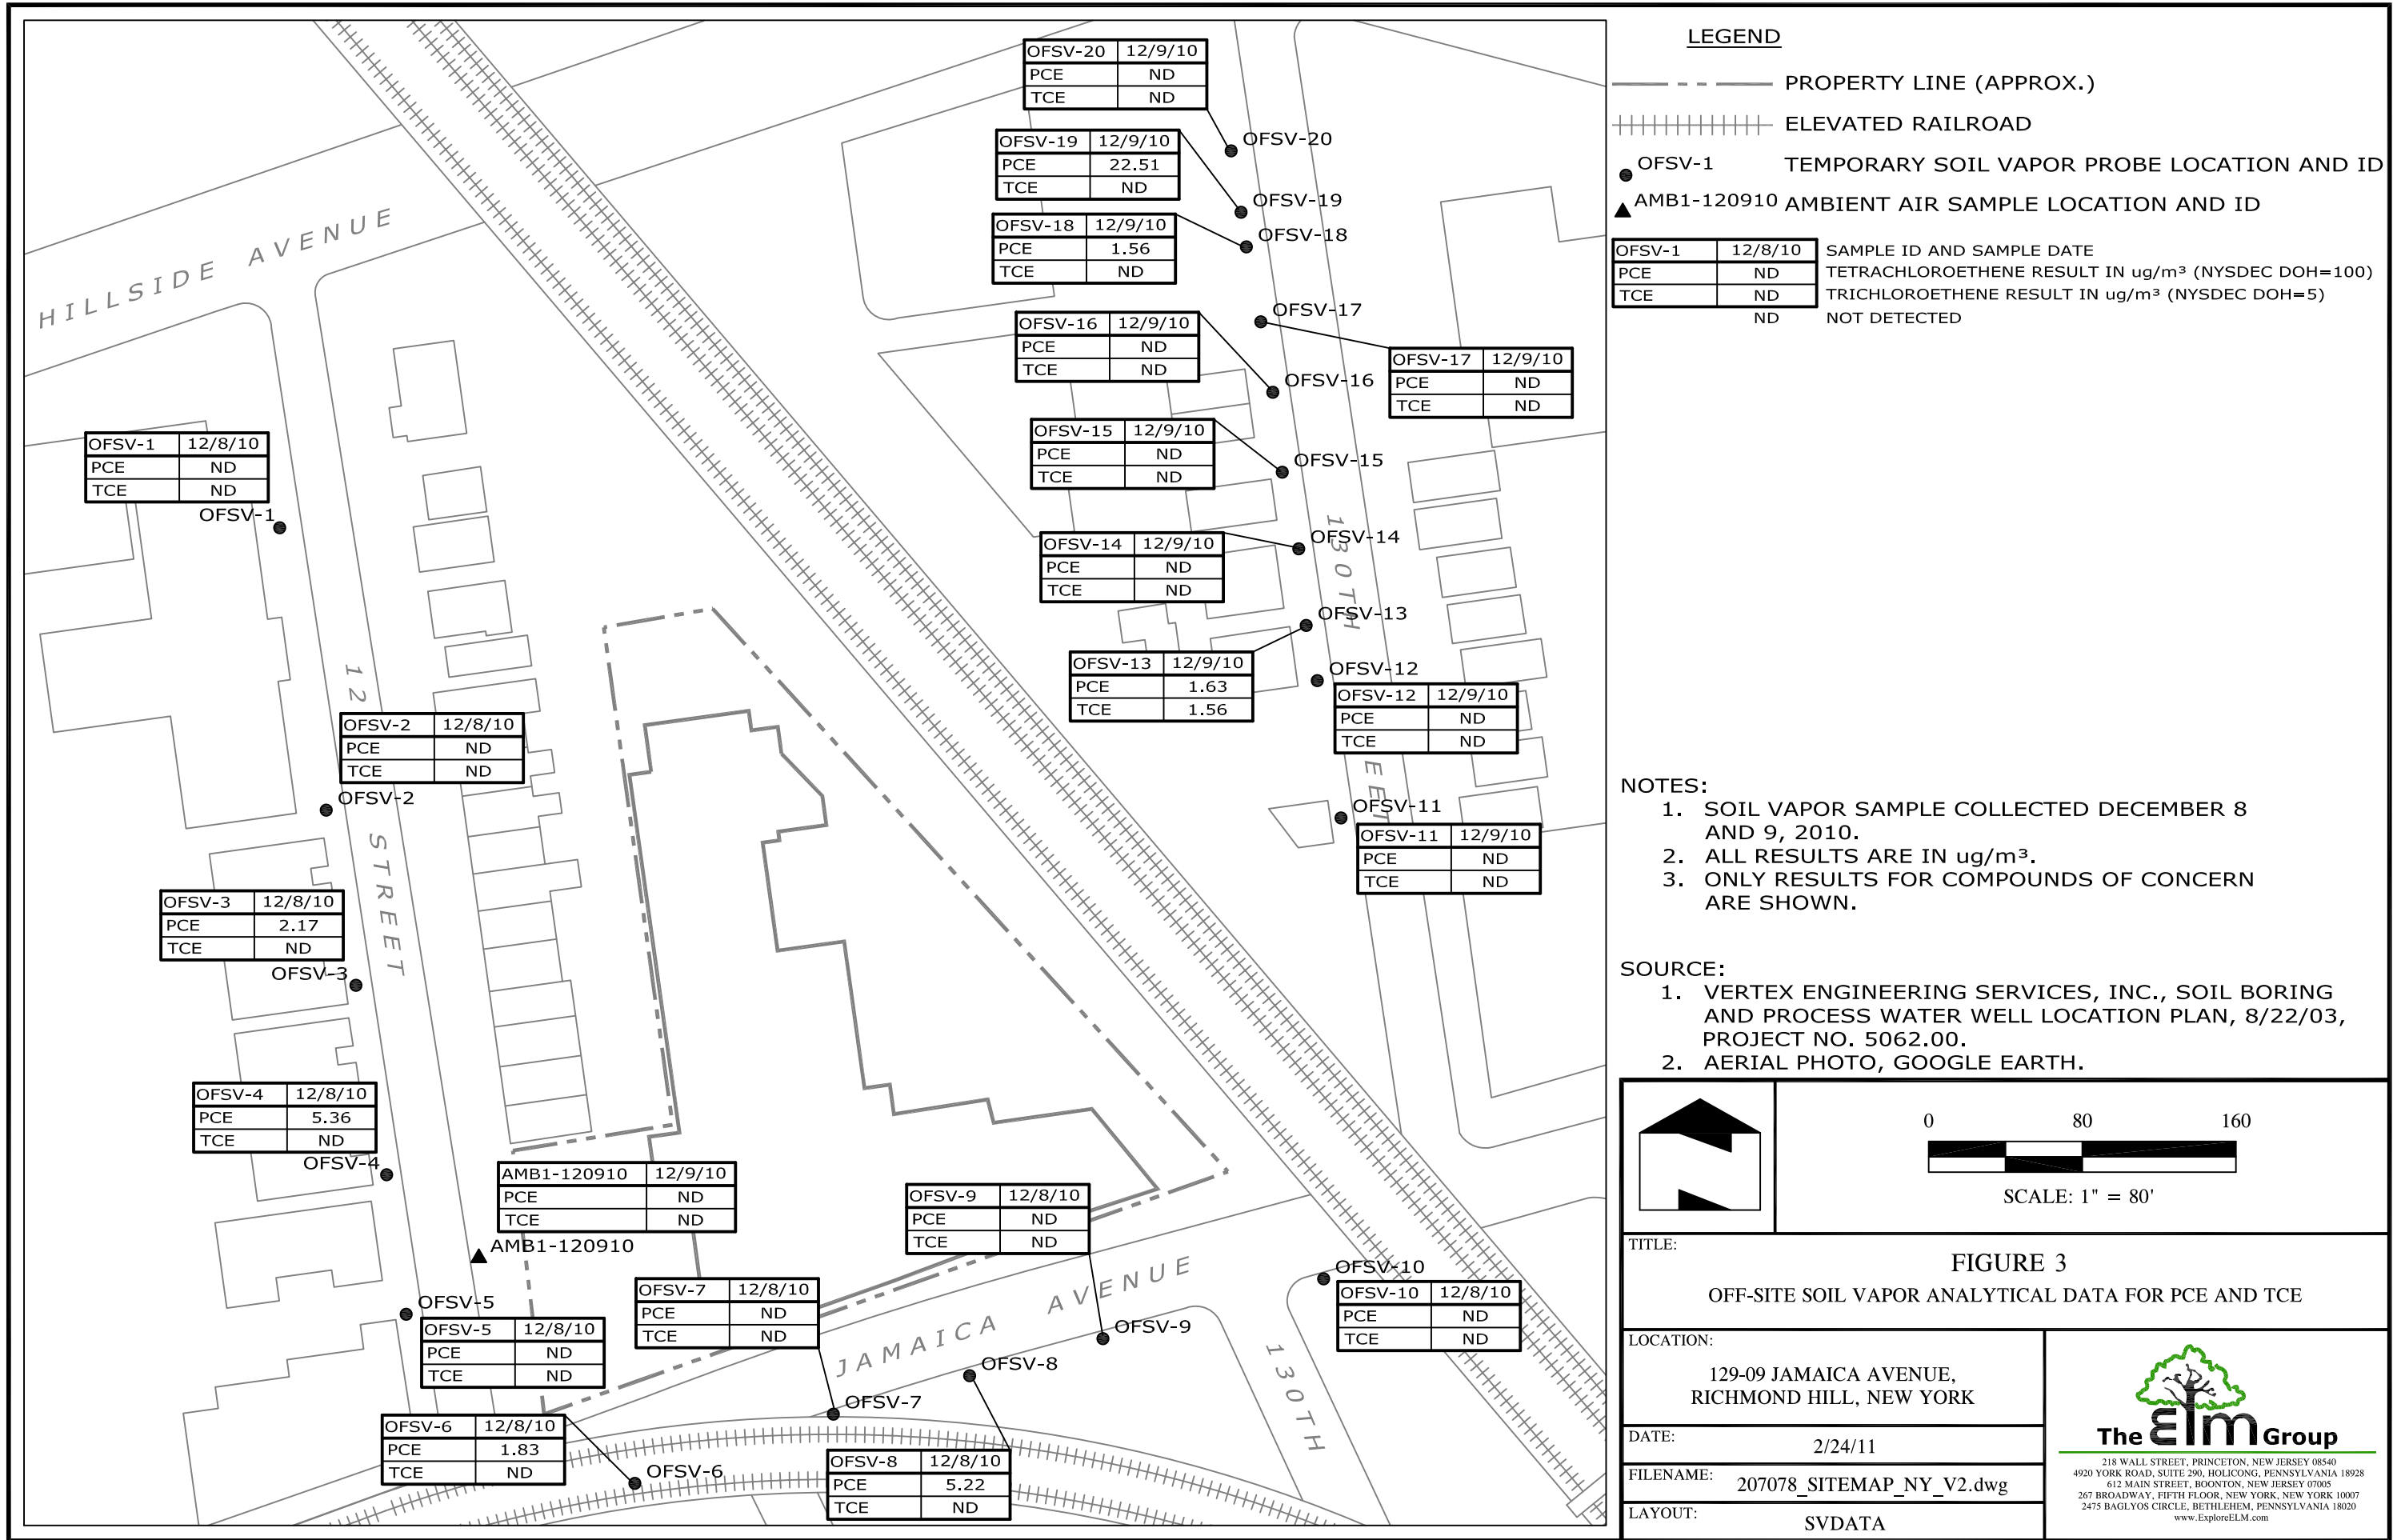 OFSV-20 12/9/10
PCE ND
TCE ND
OFSV-20
OFSV-19 12/9/10
PCE 22.51
TCE ND
OFSV-19
OFSV-18 12/9/10
PCE 1.56
TCE ND
OFSV-18
OFSV-17
OFSV-17 12/9/10
PCE ND
TCE ND
OFSV-16 12/9/10
PCE ND
TCE ND
OFSV-16
OFSV-15 12/9/10
PCE ND
TCE ND
OFSV-15
OFSV-14 12/9/10
PCE ND
TCE ND
OFSV-14
OFSV-13
OFSV-13 12/9/10
PCE 1.63
TCE 1.56
OFSV-12
OFSV-12 12/9/10
PCE ND
TCE ND
OFSV-11
OFSV-11 12/9/10
PCE ND
TCE ND
130TH EET
HILLSIDE AVENUE
OFSV-1 12/8/10
PCE ND
TCE ND
OFSV-1
12 STREET
OFSV-2 12/8/10
PCE ND
TCE ND
OFSV-2
OFSV-3 12/8/10
PCE 2.17
TCE ND
OFSV-3
OFSV-4 12/8/10
PCE 5.36
TCE ND
OFSV-4
AMB1-120910 12/9/10
PCE ND
TCE ND
AMB1-120910
OFSV-5
OFSV-5 12/8/10
PCE ND
TCE ND
OFSV-6 12/8/10
PCE 1.83
TCE ND
OFSV-6
OFSV-7 12/8/10
PCE ND
TCE ND
OFSV-7
OFSV-8
OFSV-8 12/8/10
PCE 5.22
TCE ND
OFSV-9 12/8/10
PCE ND
TCE ND
OFSV-9
JAMAICA AVENUE
OFSV-10
OFSV-10 12/8/10
PCE ND
TCE ND
130TH
LEGEND
PROPERTY LINE (APPROX.)
ELEVATED RAILROAD
OFSV-1 TEMPORARY SOIL VAPOR PROBE LOCATION AND ID
AMB1-120910 AMBIENT AIR SAMPLE LOCATION AND ID
OFSV-1 12/8/10 SAMPLE ID AND SAMPLE DATE
PCE ND TETRACHLOROETHENE RESULT IN ug/m³ (NYSDEC DOH=100)
TCE ND TRICHLOROETHENE RESULT IN ug/m³ (NYSDEC DOH=5)
ND NOT DETECTED
NOTES:
1. SOIL VAPOR SAMPLE COLLECTED DECEMBER 8
AND 9, 2010.
2. ALL RESULTS ARE IN ug/m³.
3. ONLY RESULTS FOR COMPOUNDS OF CONCERN
ARE SHOWN.
SOURCE:
1. VERTEX ENGINEERING SERVICES, INC., SOIL BORING
AND PROCESS WATER WELL LOCATION PLAN, 8/22/03,
PROJECT NO. 5062.00.
2. AERIAL PHOTO, GOOGLE EARTH.
0 80 160
SCALE: 1" = 80'
TITLE:
FIGURE 3
OFF-SITE SOIL VAPOR ANALYTICAL DATA FOR PCE AND TCE
LOCATION:
129-09 JAMAICA AVENUE,
RICHMOND HILL, NEW YORK
DATE:
2/24/11
FILENAME:
207078_SITEMAP_NY_V2.dwg
LAYOUT:
SVDATA
The Elm Group
218 WALL STREET, PRINCETON, NEW JERSEY 08540
4920 YORK ROAD, SUITE 290, HOLICONG, PENNSYLVANIA 18928
612 MAIN STREET, BOONTON, NEW JERSEY 07005
267 BROADWAY, FIFTH FLOOR, NEW YORK, NEW YORK 10007
2475 BAGLYOS CIRCLE, BETHLEHEM, PENNSYLVANIA 18020
www.ExploreELM.com